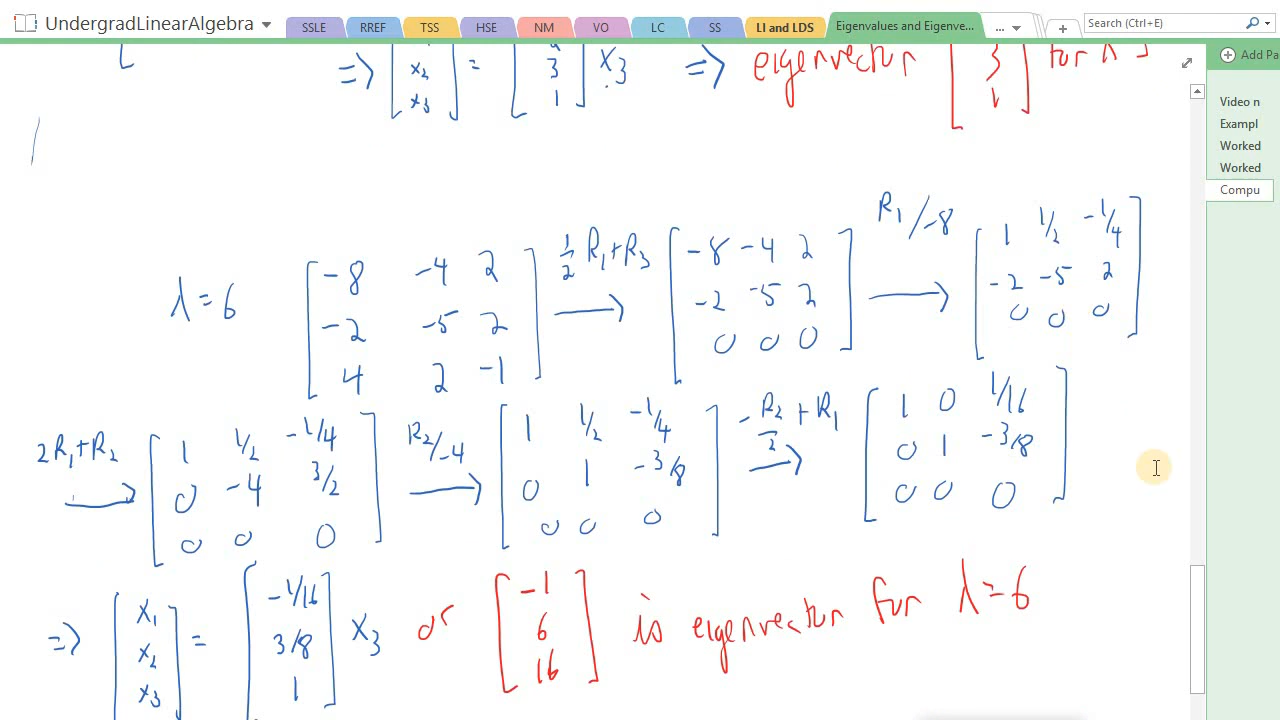 UndergradLinearAlgebra
SSLE RREF TSS HSE NM VO LC SS LI and LDS Eigenvalues and Eigenve... ...
Search (Ctrl+E)
Add Pa
Video n
Exampl
Worked
Worked
Compu
=> [x₂ x₃] = [3 1] x₃ => eigenvector [3 1] for λ
λ = 6 [-8 -4 2; -2 -5 2; 4 2 -1] ½ R₁+R₃ → [-8 -4 2; -2 -5 2; 0 0 0] R₁/-8 → [1 1/2 -1/4; -2 -5 2; 0 0 0]
2R₁+R₂ → [1 1/2 -1/4; 0 -4 3/2; 0 0 0] R₂/-4 → [1 1/2 -1/4; 0 1 -3/8; 0 0 0] -R₂/2 + R₁ → [1 0 1/16; 0 1 -3/8; 0 0 0]
=> [x₁ x₂ x₃] = [-1/16 3/8 1] x₃ or [-1 6 16] is eigenvector for λ=6